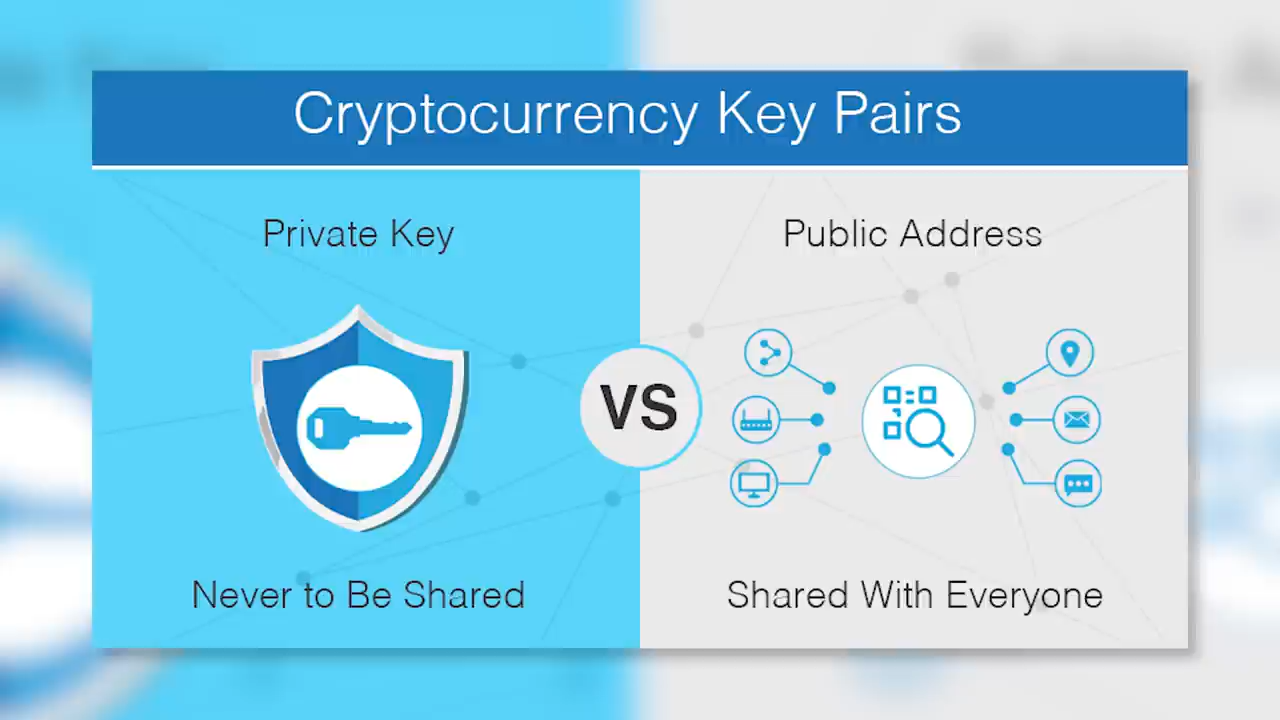 Cryptocurrency Key Pairs
Private Key
Public Address
VS
Never to Be Shared
Shared With Everyone